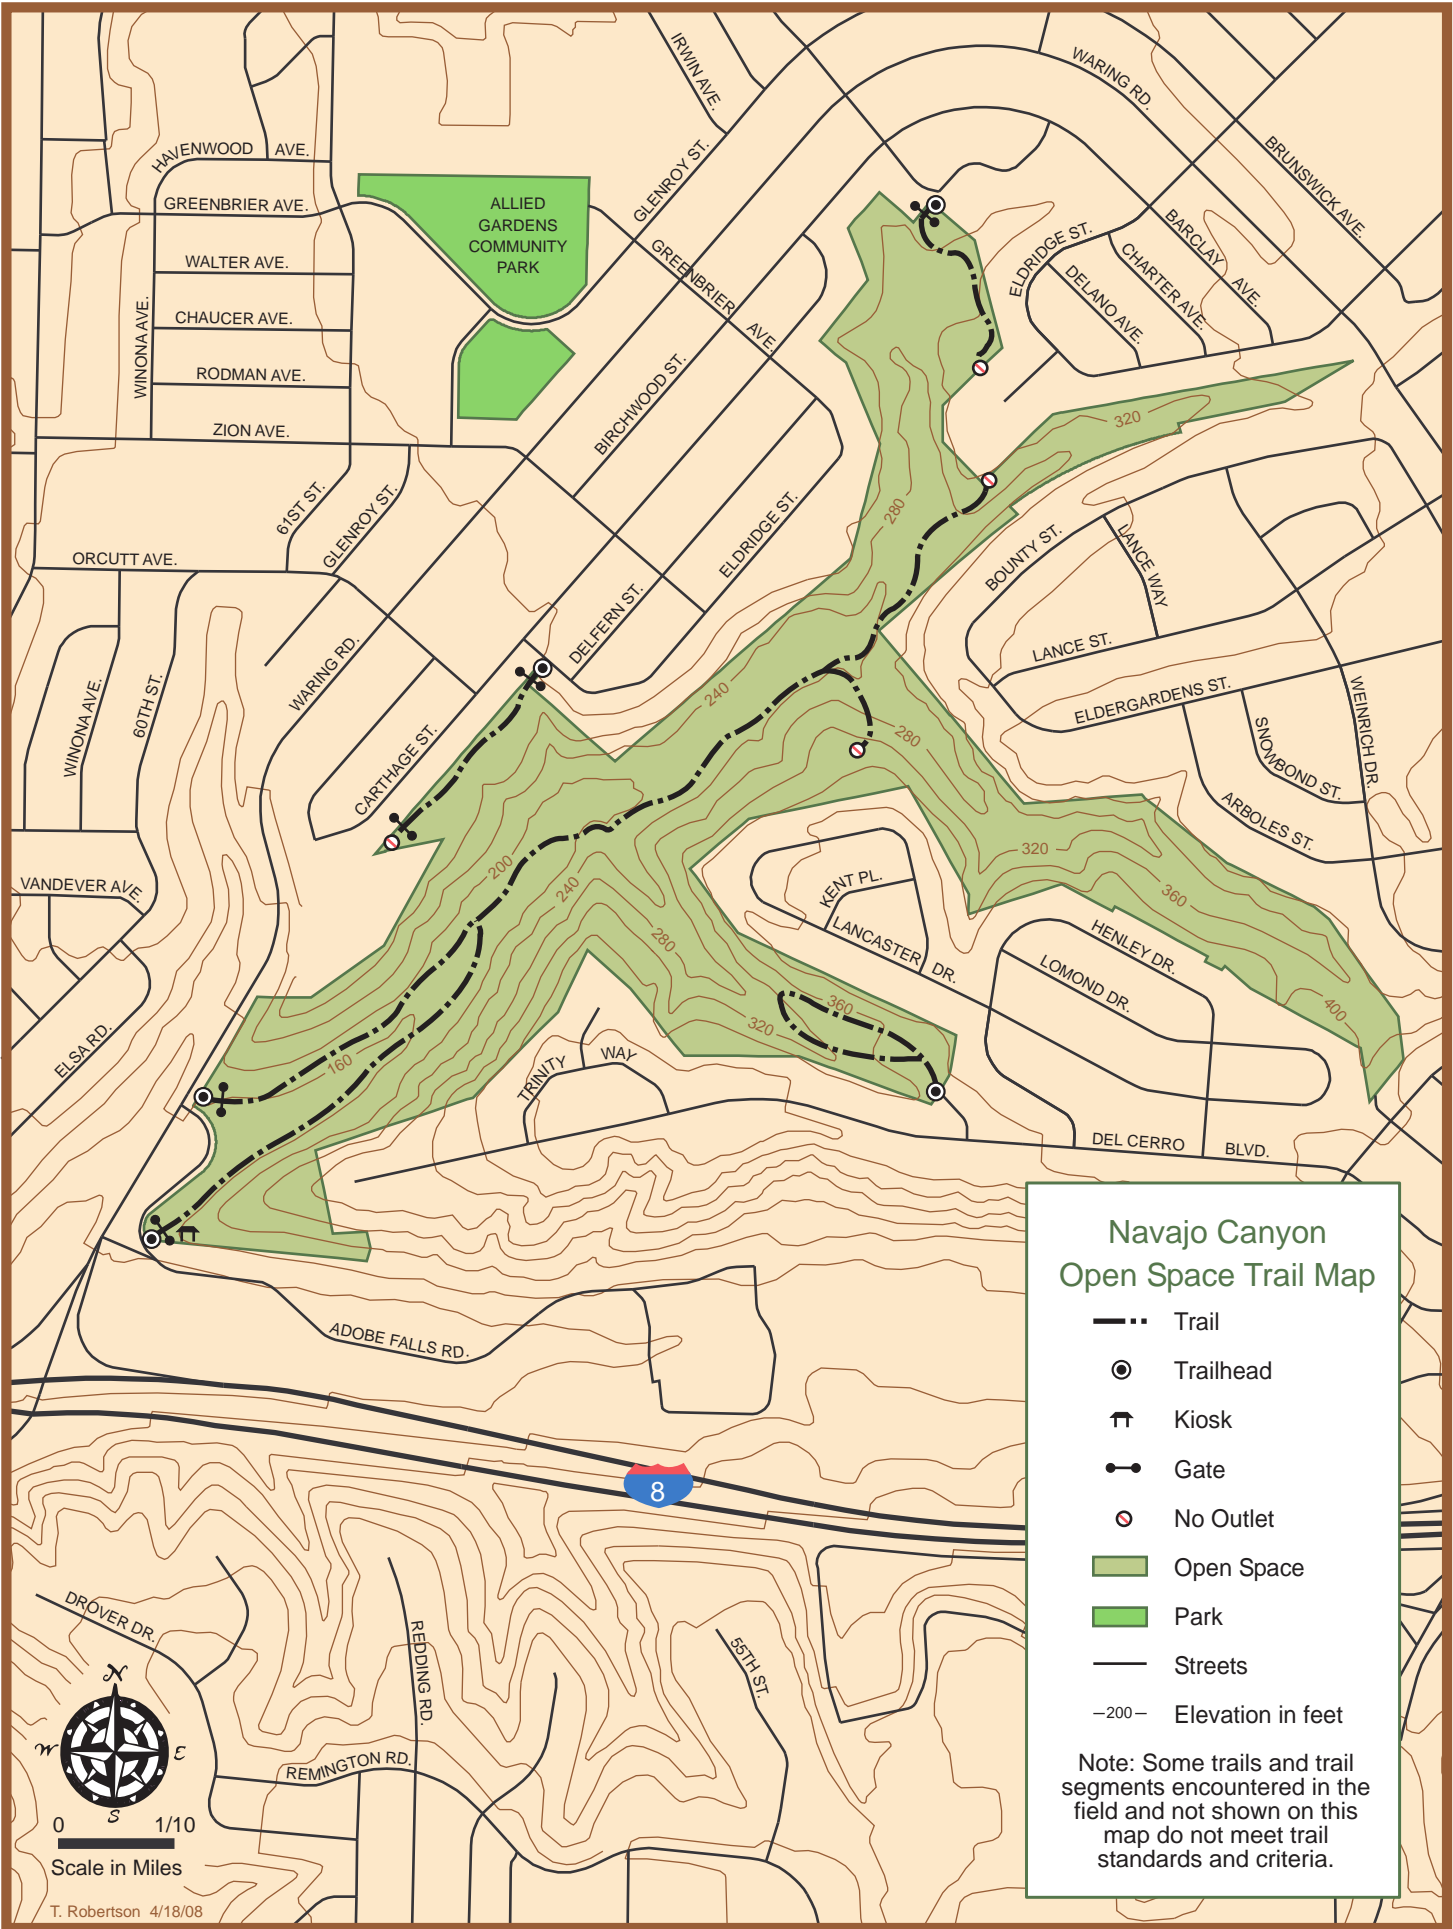 IRWIN AVE.
WARING RD.
BRUNSWICK AVE.
HAVENWOOD AVE.
GREENBRIER AVE.
WALTER AVE.
CHAUCER AVE.
RODMAN AVE.
WINONA AVE.
ZION AVE.
ALLIED
GARDENS
COMMUNITY
PARK
GLENROY ST.
GREENBRIER AVE.
BIRCHWOOD ST.
ELDRIDGE ST.
DELANO AVE.
CHARTER AVE.
BARCLAY AVE.
320
280
61ST ST.
GLENROY ST.
ORCUTT AVE.
ELDRIDGE ST.
DELFERN ST.
BOUNTY ST.
LANCE WAY
LANCE ST.
ELDERGARDENS ST.
WEINRICH DR.
SNOWBOND ST.
ARBOLES ST.
WARING RD.
WINONA AVE.
60TH ST.
CARTHAGE ST.
240
280
VANDEVER AVE.
200
240
280
320
360
KENT PL.
LANCASTER DR.
HENLEY DR.
LOMOND DR.
400
360
320
ELSA RD.
160
TRINITY WAY
DEL CERRO BLVD.
ADOBE FALLS RD.
8
DROVER DR.
REDDING RD.
REMINGTON RD.
55TH ST.
N
W
E
S
0 1/10
Scale in Miles
T. Robertson 4/18/08
Navajo Canyon
Open Space Trail Map
Trail
Trailhead
Kiosk
Gate
No Outlet
Open Space
Park
Streets
200 Elevation in feet
Note: Some trails and trail
segments encountered in the
field and not shown on this
map do not meet trail
standards and criteria.